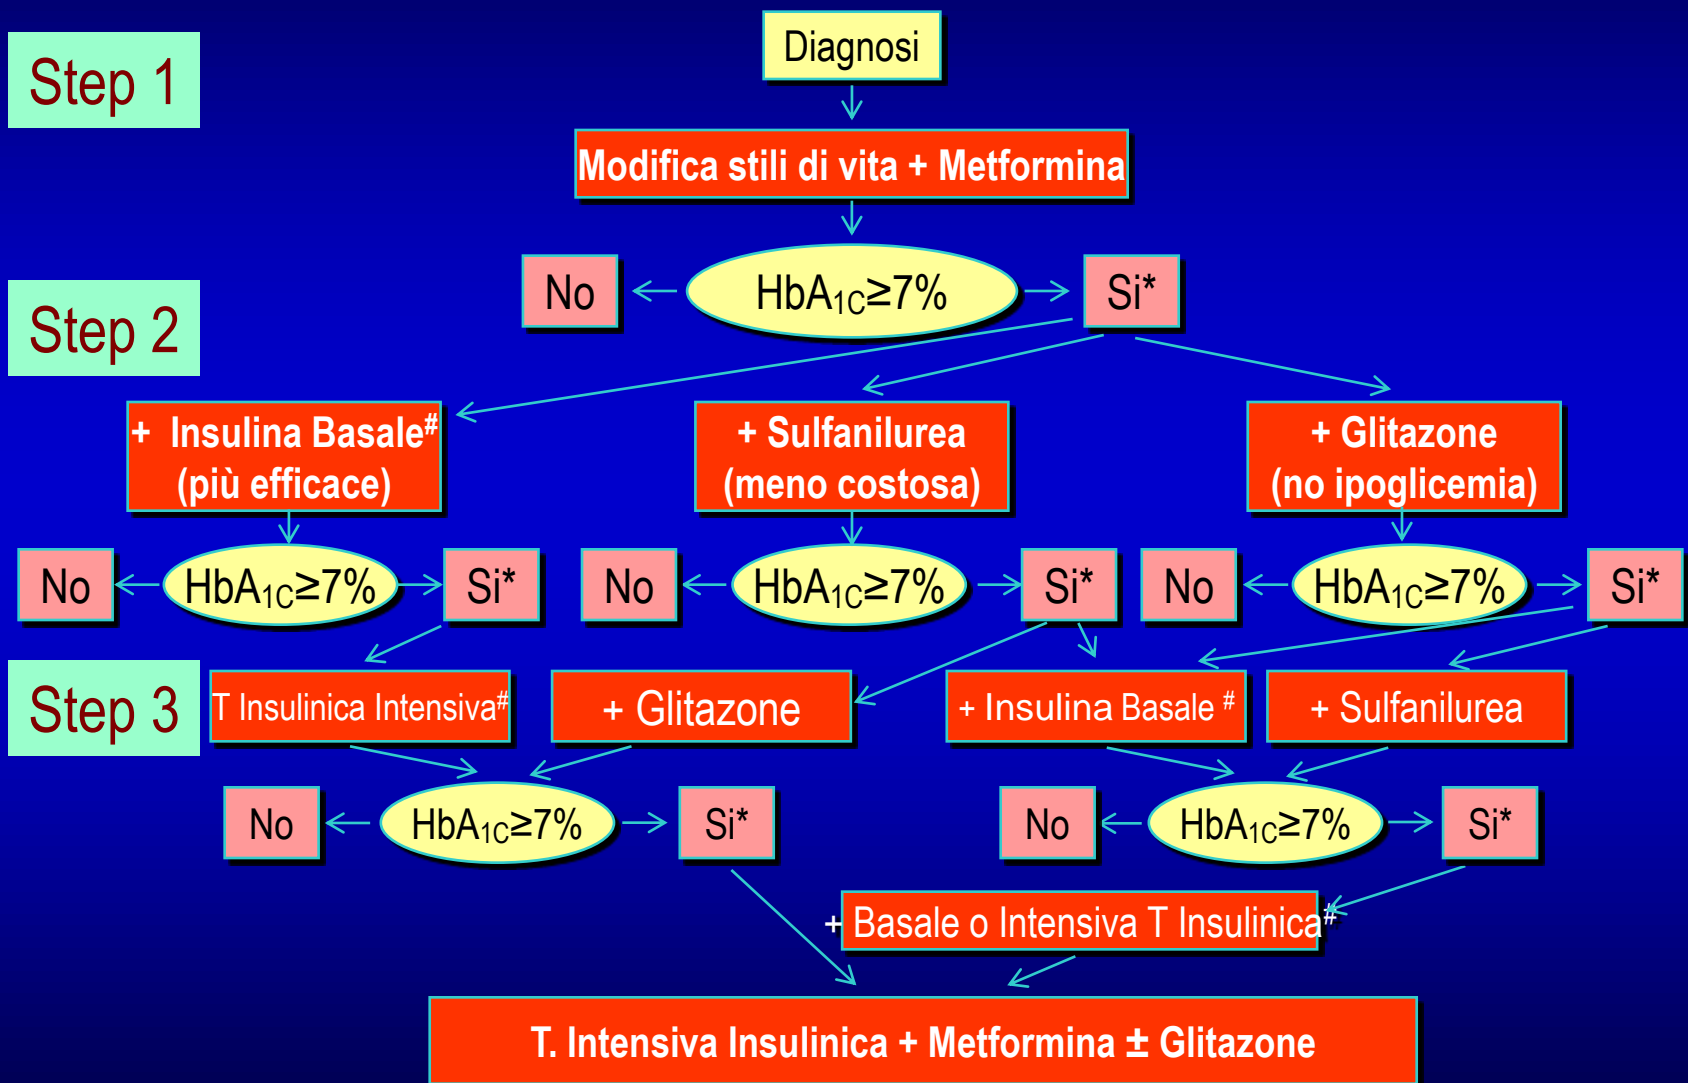 Step 1
Diagnosi
Modifica stili di vita + Metformina
No
HbA1C≥7%
Si*
Step 2
+ Insulina Basale#
(più efficace)
+ Sulfanilurea
(meno costosa)
+ Glitazone
(no ipoglicemia)
No
HbA1C≥7%
Si*
No
HbA1C≥7%
Si*
No
HbA1C≥7%
Si*
Step 3
T Insulinica Intensiva#
+ Glitazone
+ Insulina Basale #
+ Sulfanilurea
No
HbA1C≥7%
Si*
No
HbA1C≥7%
Si*
+ Basale o Intensiva T Insulinica#
T. Intensiva Insulinica + Metformina ± Glitazone